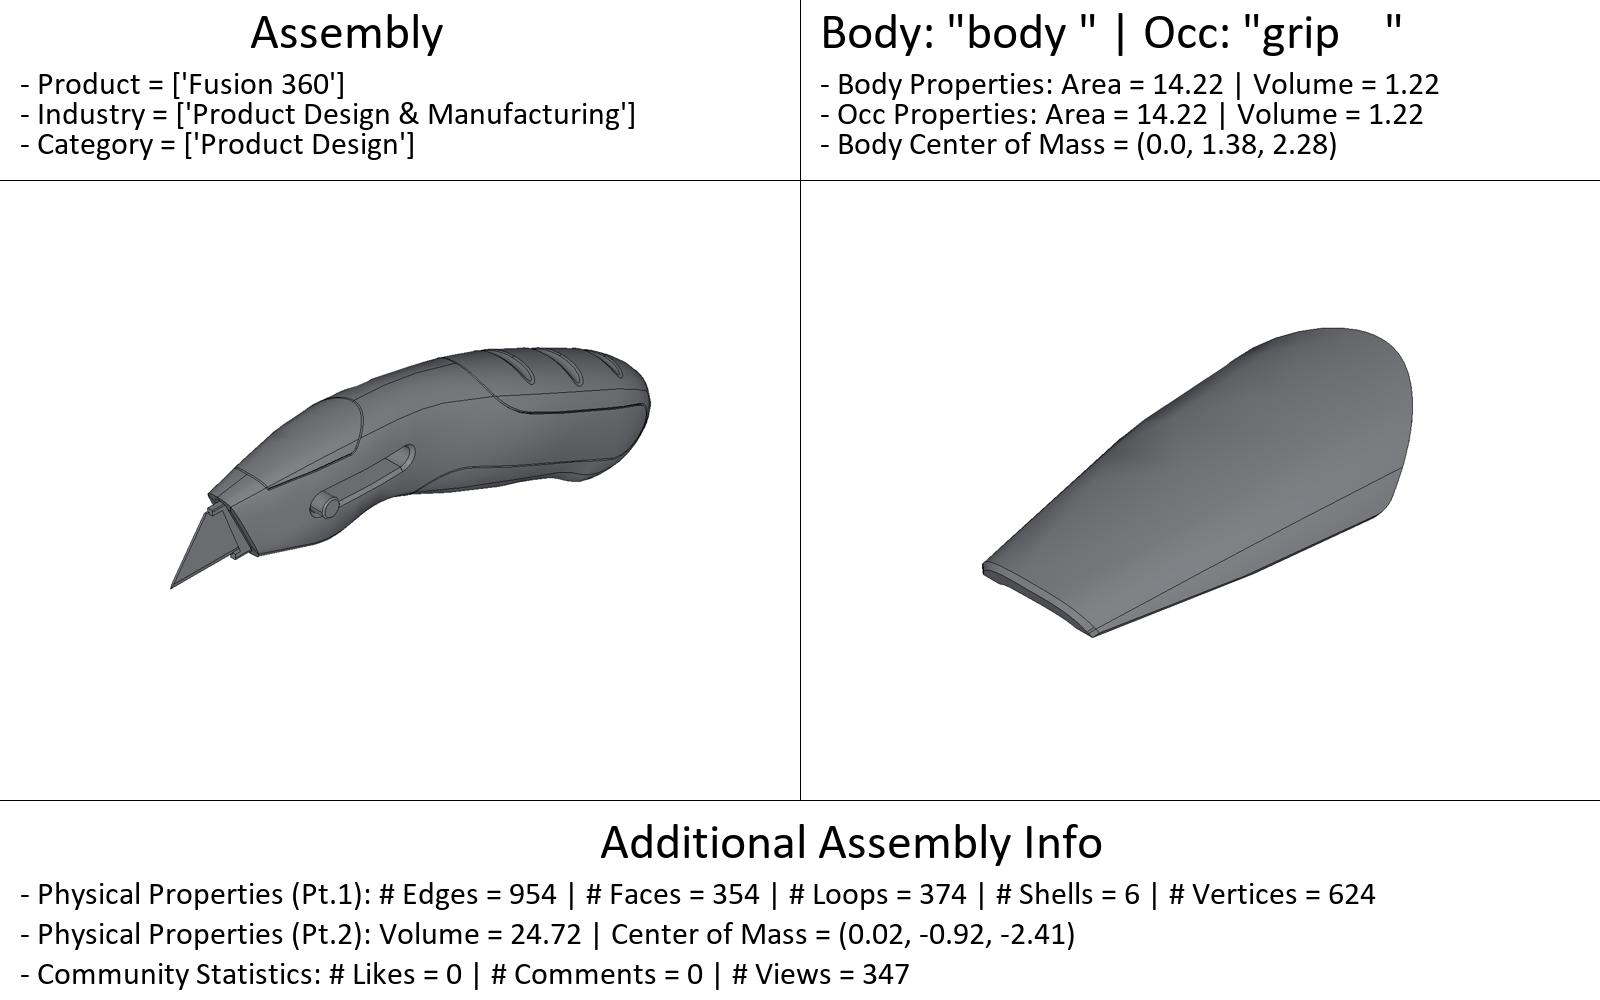 Assembly
- Product = ['Fusion 360']
- Industry = ['Product Design & Manufacturing']
- Category = ['Product Design']
Body: "body " | Occ: "grip    "
- Body Properties: Area = 14.22 | Volume = 1.22
- Occ Properties: Area = 14.22 | Volume = 1.22
- Body Center of Mass = (0.0, 1.38, 2.28)
Additional Assembly Info
- Physical Properties (Pt.1): # Edges = 954 | # Faces = 354 | # Loops = 374 | # Shells = 6 | # Vertices = 624
- Physical Properties (Pt.2): Volume = 24.72 | Center of Mass = (0.02, -0.92, -2.41)
- Community Statistics: # Likes = 0 | # Comments = 0 | # Views = 347